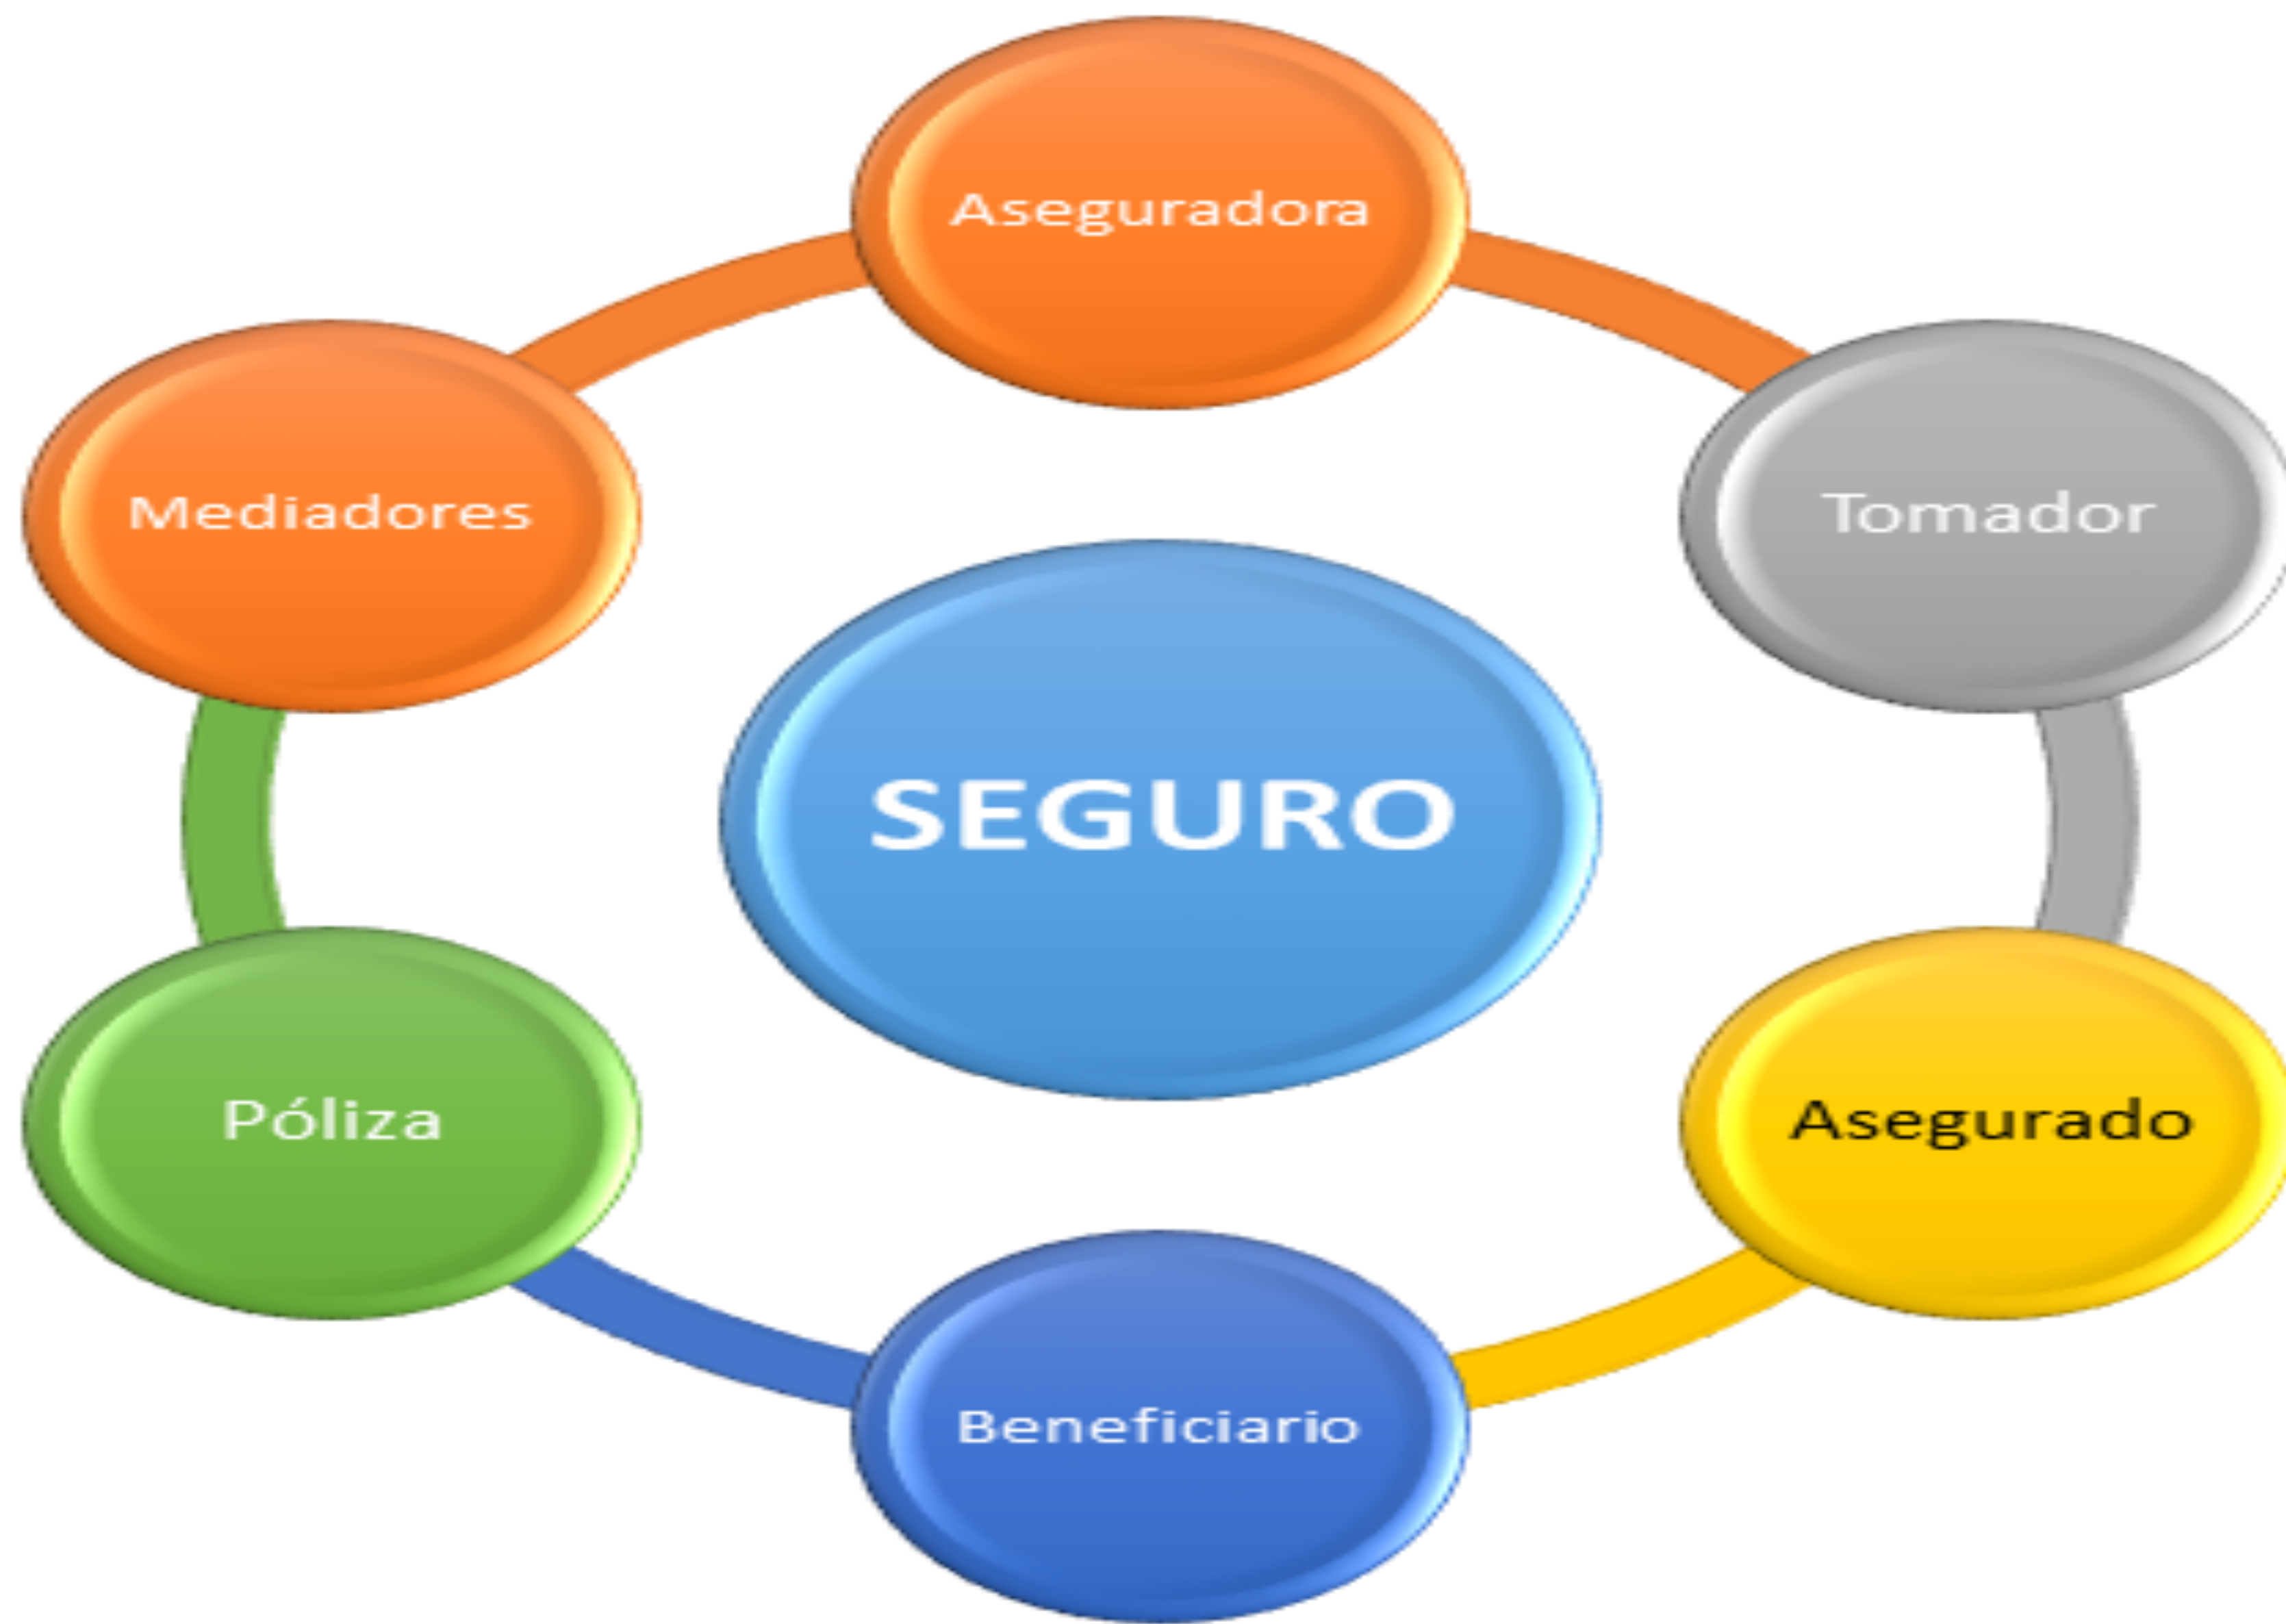 Aseguradora
Mediadores
Tomador
SEGURO
Póliza
Asegurado
Beneficiario